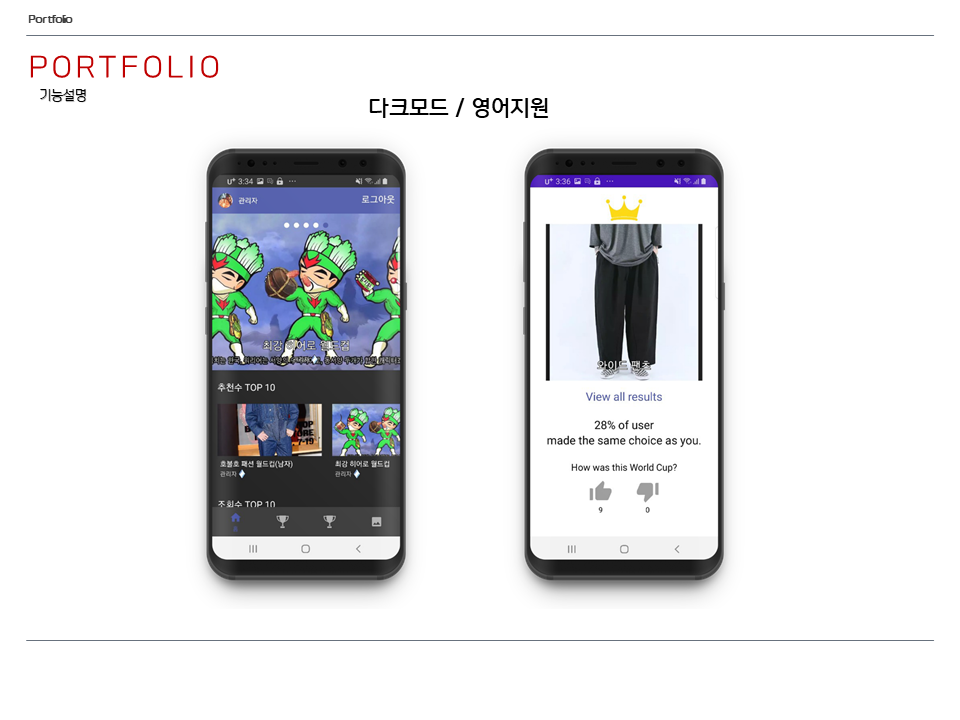 Portfolio
PORTFOLIO
기능설명
다크모드 / 영어지원
U+ 3:34
관리자
로그아웃
최강 히어로 월드컵
추천수 TOP 10
호불호 패션 월드컵(남자)
관리자
최강 히어로 월드컵
관리자
조회수 TOP 10
U+ 3:36
와이드 팬츠
View all results
28% of user
made the same choice as you.
How was this World Cup?
9
0